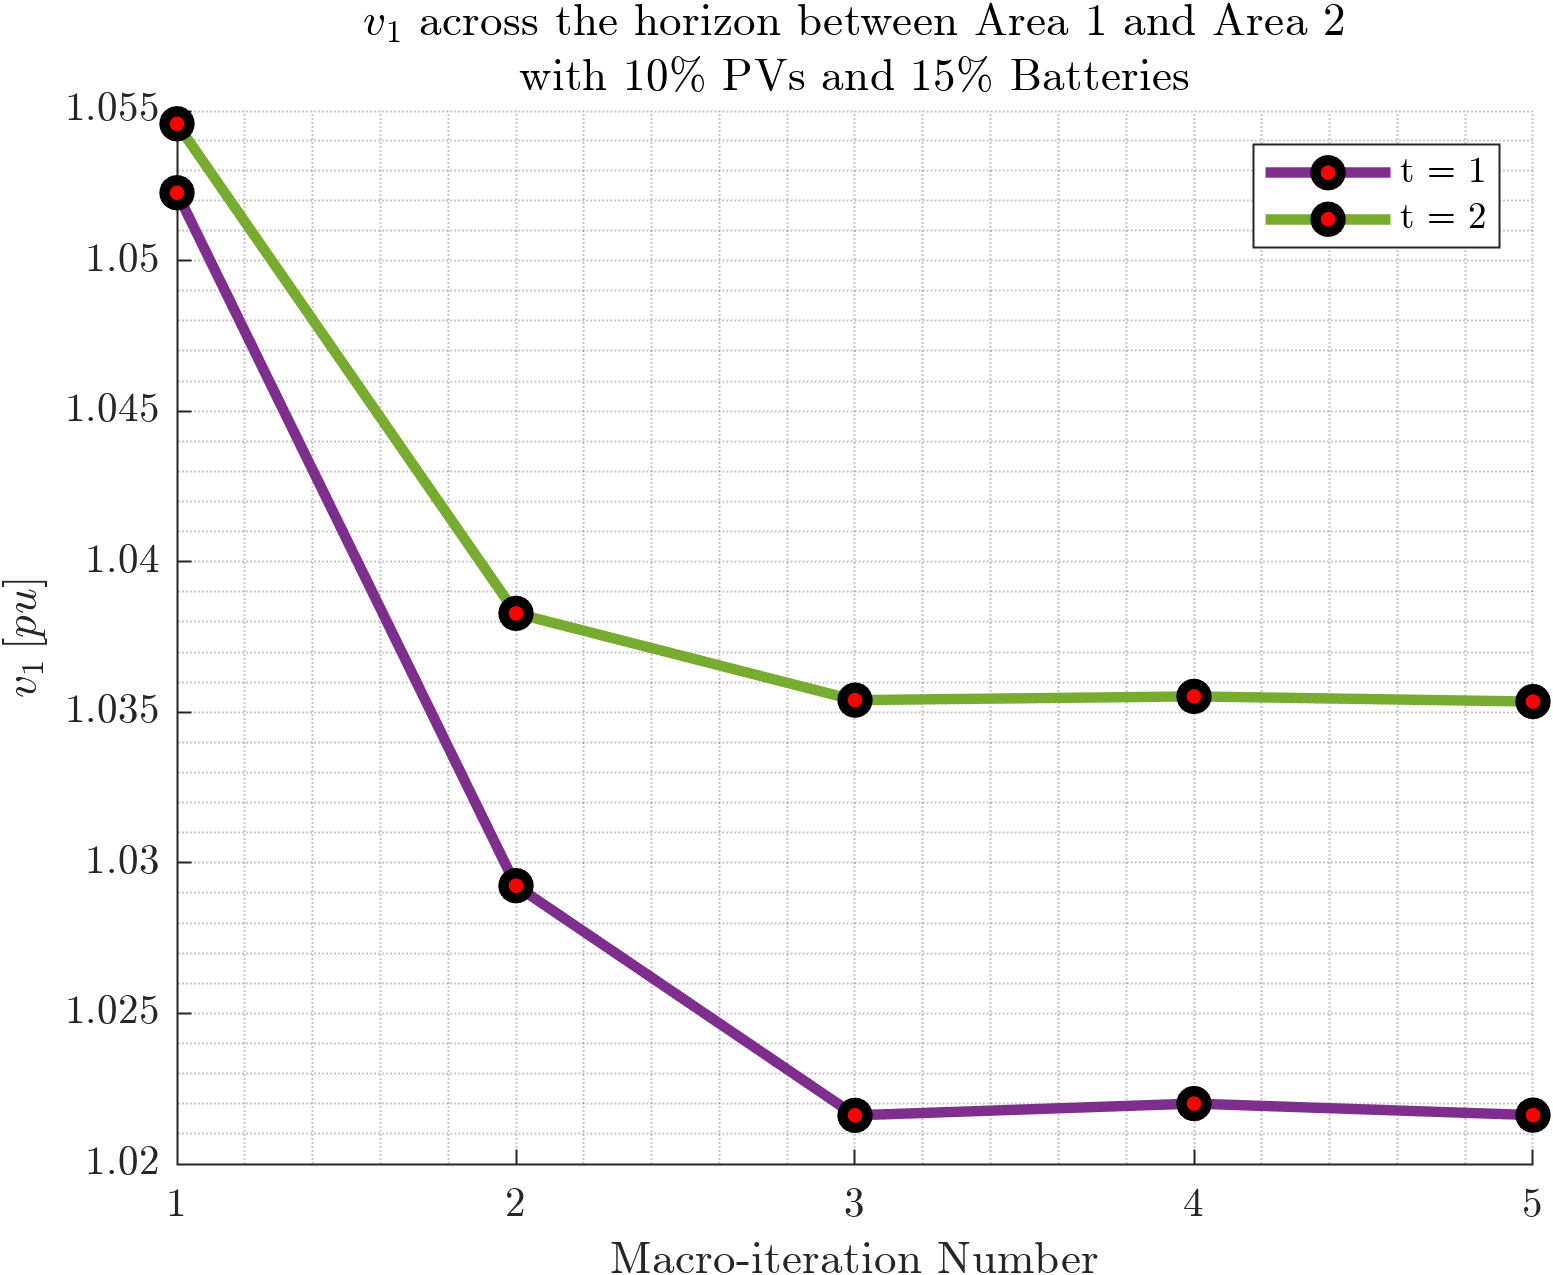 v₁ across the horizon between Area 1 and Area 2
with 10% PVs and 15% Batteries
1.055
1.05
1.045
1.04
1.035
1.03
1.025
1.02
v₁ [pu]
t = 1
t = 2
1 2 3 4 5
Macro-iteration Number